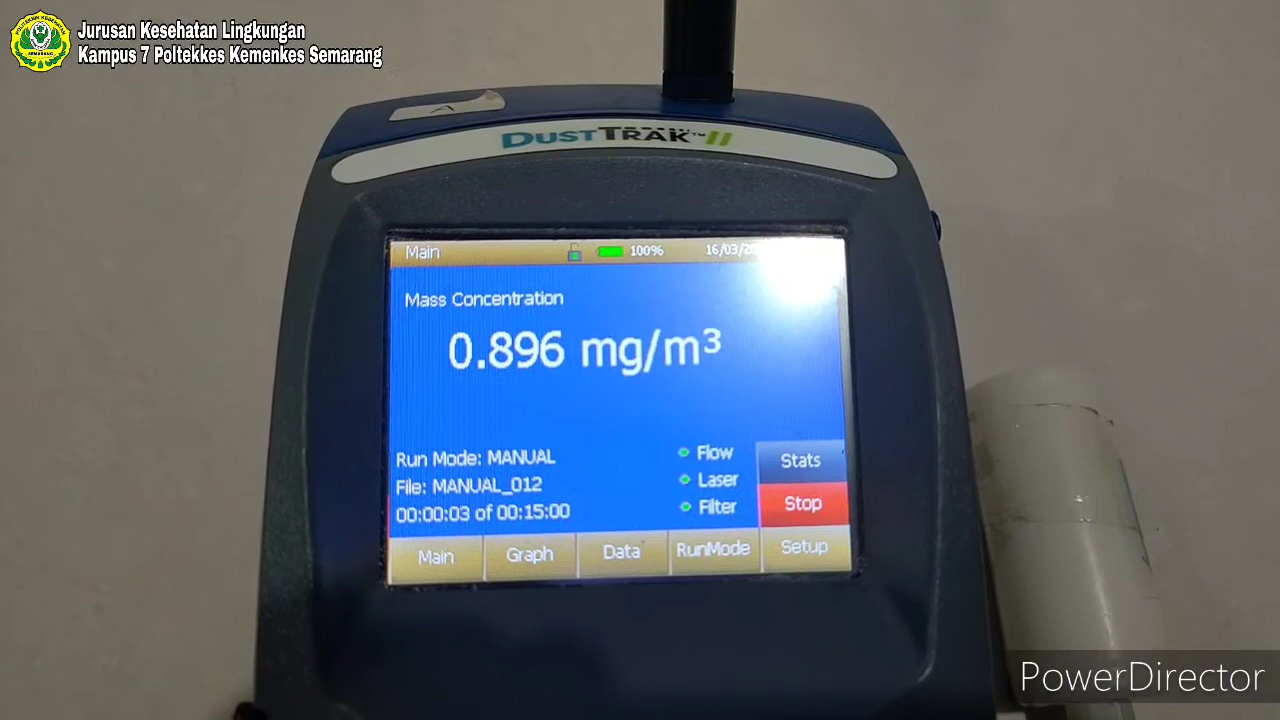 Jurusan Kesehatan Lingkungan
Kampus 7 Poltekkes Kemenkes Semarang
SEMARANG
A
DUSTTRAK™ II
Main 100% 16/03/20
Mass Concentration
0.896 mg/m³
Run Mode: MANUAL
File: MANUAL_012
00:00:03 of 00:15:00
Flow
Laser
Filter
Stats
Stop
Main Graph Data RunMode Setup
PowerDirector